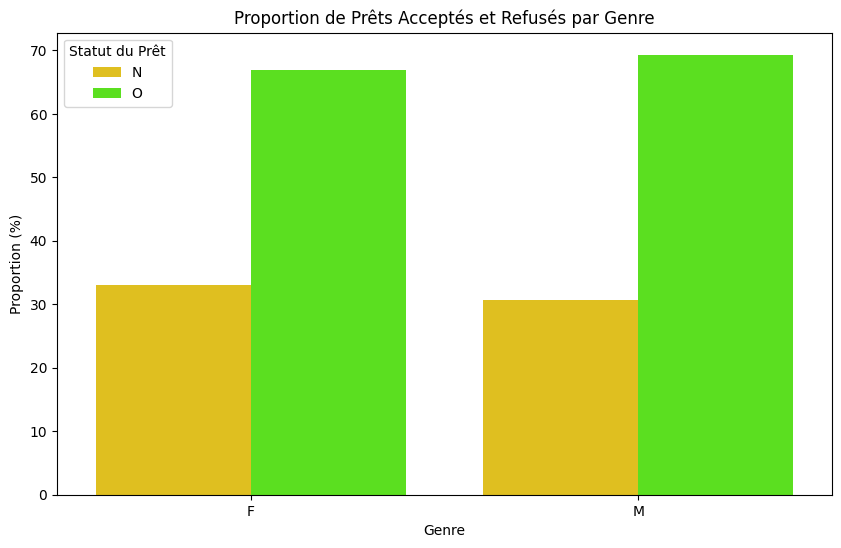 Proportion de Prêts Acceptés et Refusés par Genre
Statut du Prêt
N
O
Proportion (%)
70
60
50
40
30
20
10
0
F
M
Genre